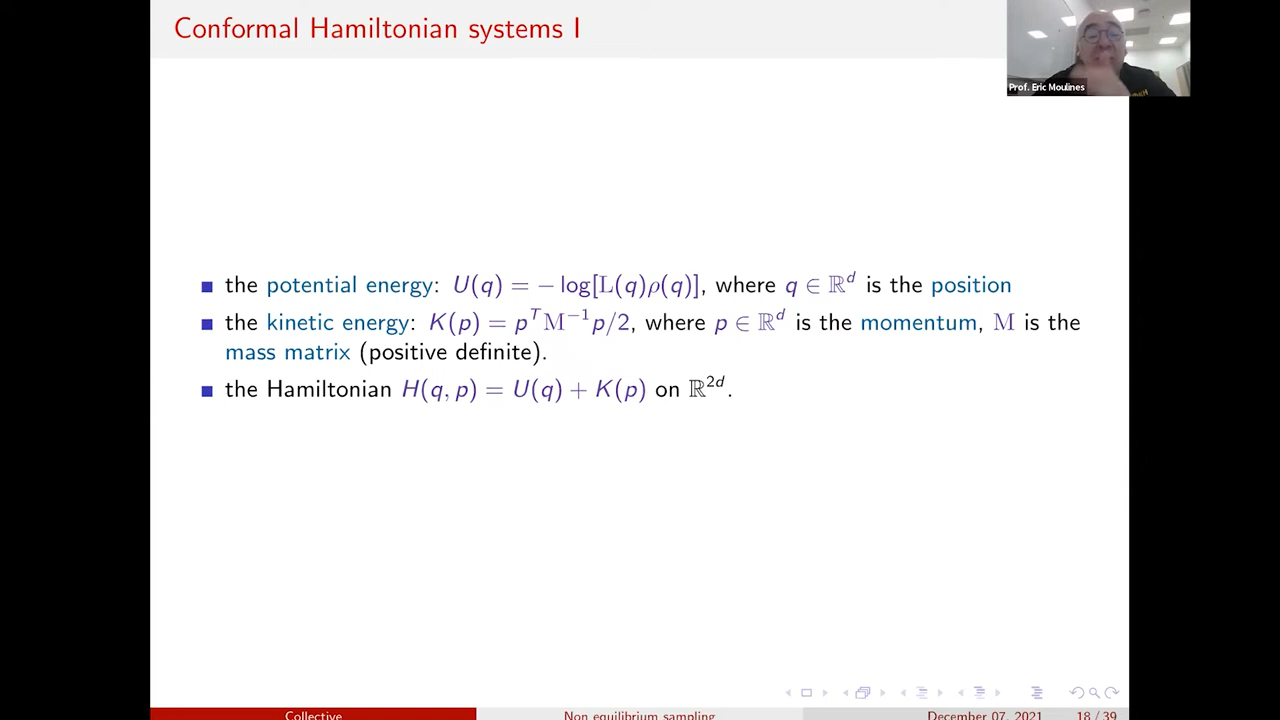 Conformal Hamiltonian systems I
Prof. Eric Moulines
■ the potential energy: U(q) = − log[L(q)ρ(q)], where q ∈ ℝ^d is the position
■ the kinetic energy: K(p) = p^T M^{−1} p/2, where p ∈ ℝ^d is the momentum, M is the
mass matrix (positive definite).
■ the Hamiltonian H(q, p) = U(q) + K(p) on ℝ^{2d}.
Collective Non equilibrium sampling December 07, 2021 18 / 39